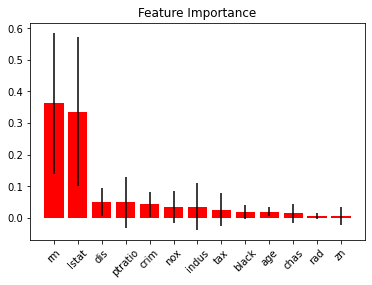 Feature Importance
0.6
0.5
0.4
0.3
0.2
0.1
0.0
rm
lstat
dis
ptratio
crim
nox
indus
tax
black
age
chas
rad
zn